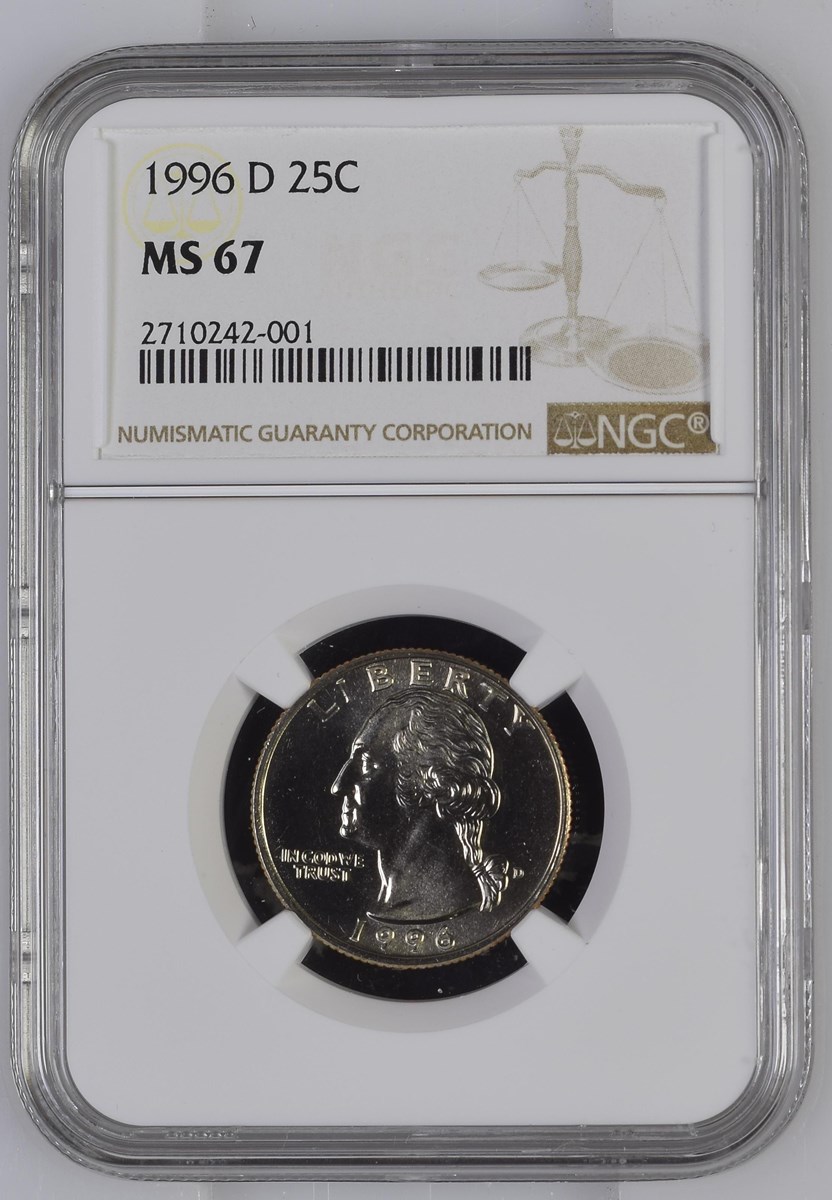 1996 D 25C
MS 67
2710242-001
NUMISMATIC GUARANTY CORPORATION
NGC®
LIBERTY
IN GOD WE
TRUST
D
1996